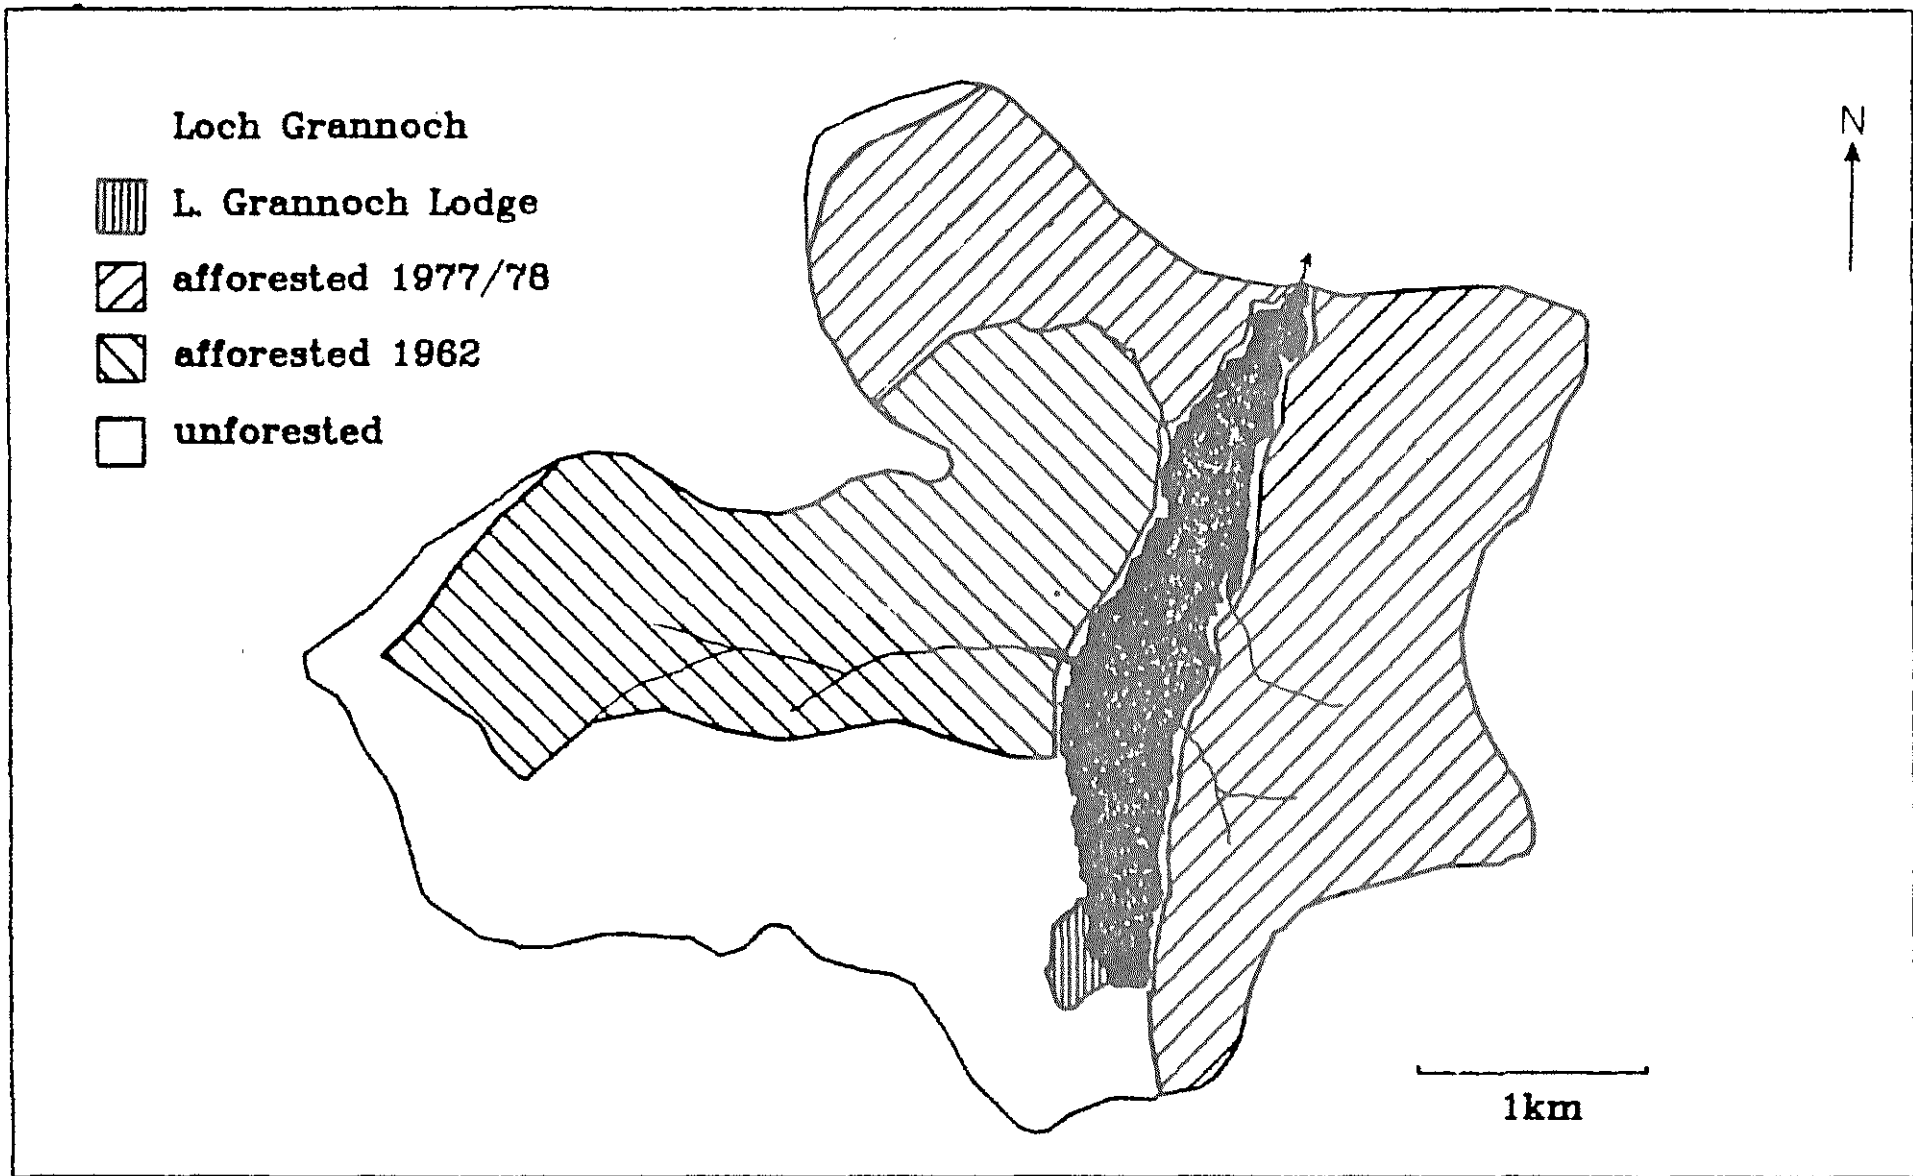 Loch Grannoch
L. Grannoch Lodge
afforested 1977/78
afforested 1962
unforested
N
1km